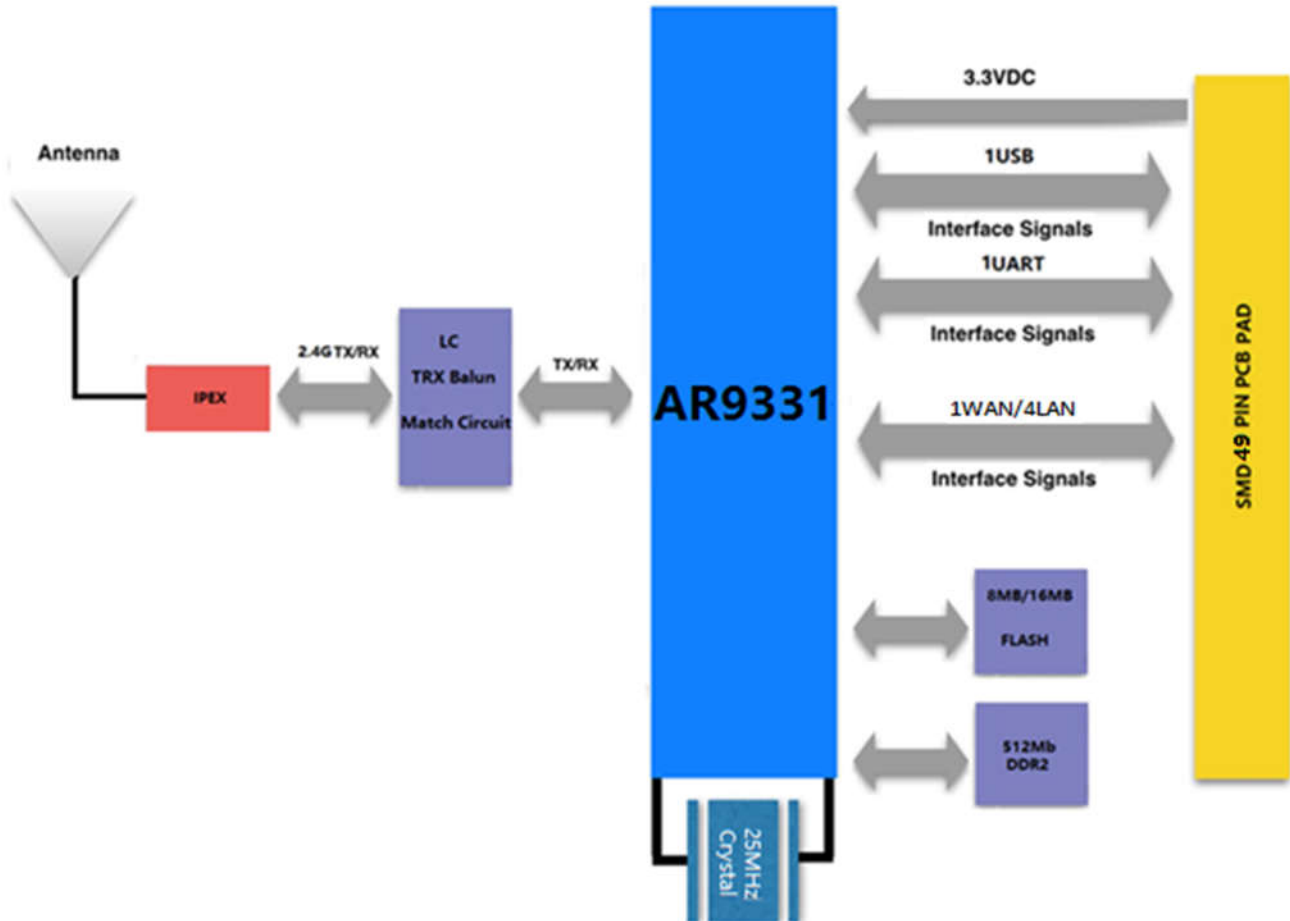 Antenna
IPEX
2.4G TX/RX
LC
TRX Balun
Match Circuit
TX/RX
AR9331
25MHz
Crystal
3.3VDC
1USB
Interface Signals
1UART
Interface Signals
1WAN/4LAN
Interface Signals
8MB/16MB
FLASH
512Mb
DDR2
SMD49 PIN PCB PAD